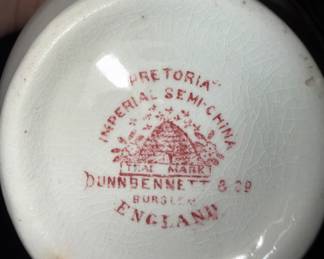 "PRETORIA"
IMPERIAL SEMI-CHINA
TRADE MARK
DUNN BENNETT & Co
BURSLEM
ENGLAND